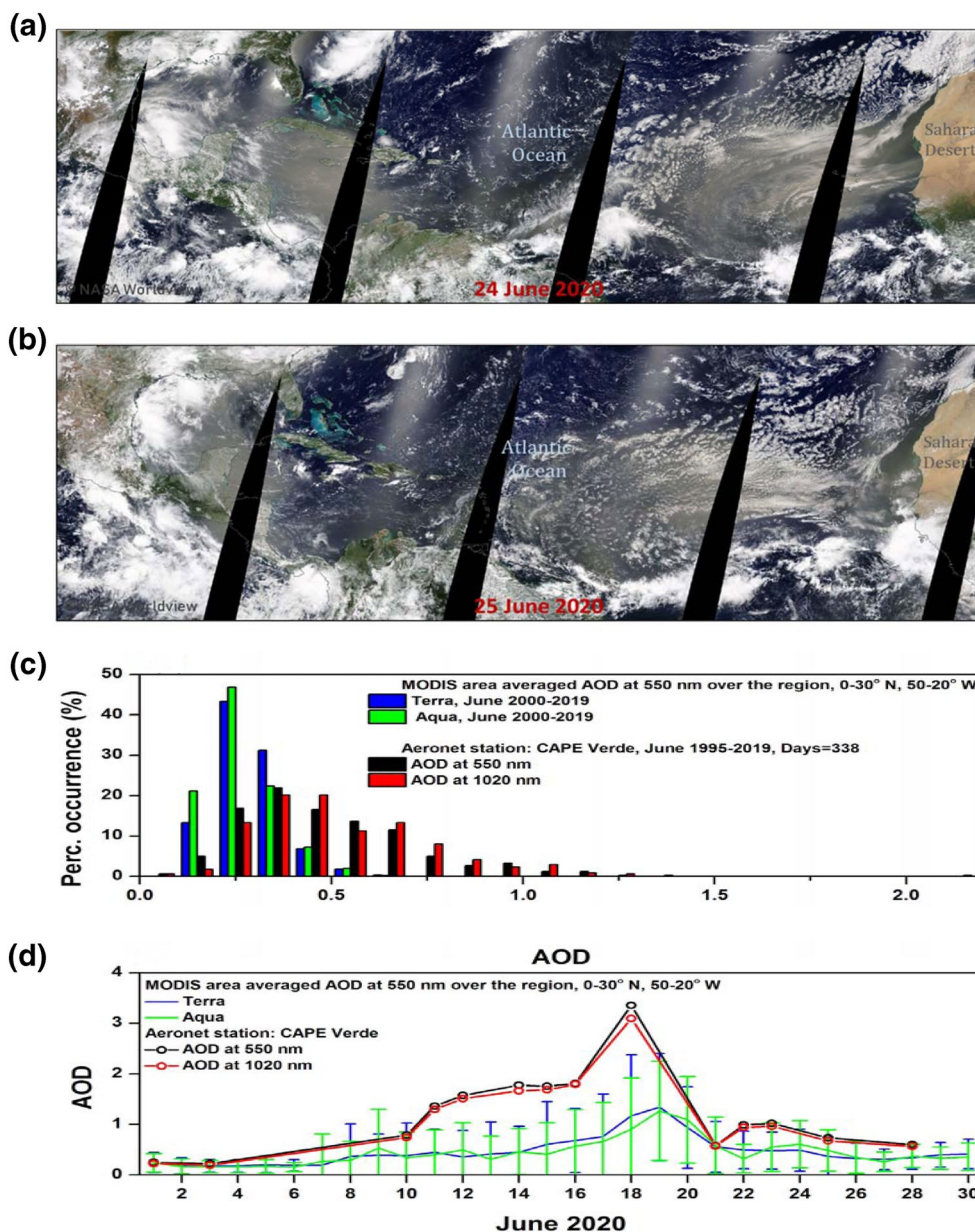 (a)
Atlantic
Ocean
Sahara
Desert
© NASA Worldview
24 June 2020
(b)
Atlantic
Ocean
Sahara
Desert
Worldview
25 June 2020
(c)
50
40
30
20
10
0
Perc. occurrence (%)
MODIS area averaged AOD at 550 nm over the region, 0-30° N, 50-20° W
Terra, June 2000-2019
Aqua, June 2000-2019
Aeronet station: CAPE Verde, June 1995-2019, Days=338
AOD at 550 nm
AOD at 1020 nm
0.0 0.5 1.0 1.5 2.0
AOD
(d)
4
3
2
1
0
AOD
MODIS area averaged AOD at 550 nm over the region, 0-30° N, 50-20° W
Terra
Aqua
Aeronet station: CAPE Verde
AOD at 550 nm
AOD at 1020 nm
2 4 6 8 10 12 14 16 18 20 22 24 26 28 30
June 2020